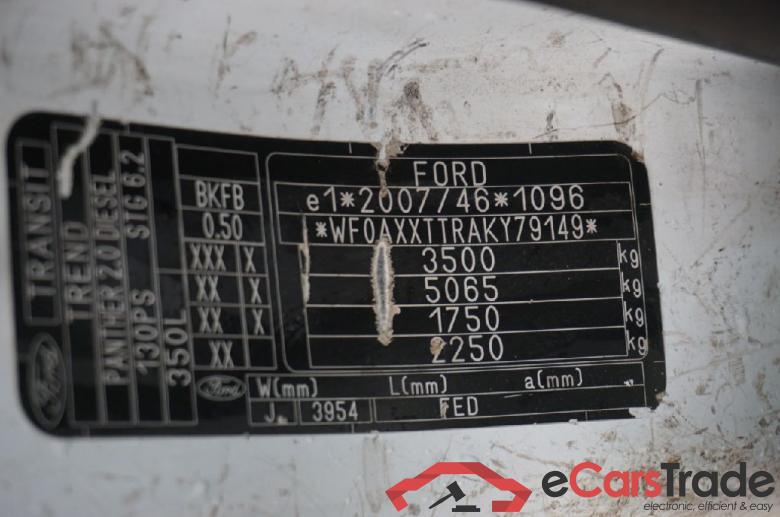 TRANSIT
TREND
PANTHER 2.0 DIESEL
130PS STG 6.2
350L
Ford
BKFB
0.50
XXX X
XX X
XX X
XX
FORD
e1*2007/46*1096
*WF0AXXTTRAKY79149*
3500 kg
5065 kg
1750 kg
2250 kg
Ford W(mm) L(mm) a(mm)
J. 3954 FED
eCarsTrade
electronic, efficient & easy